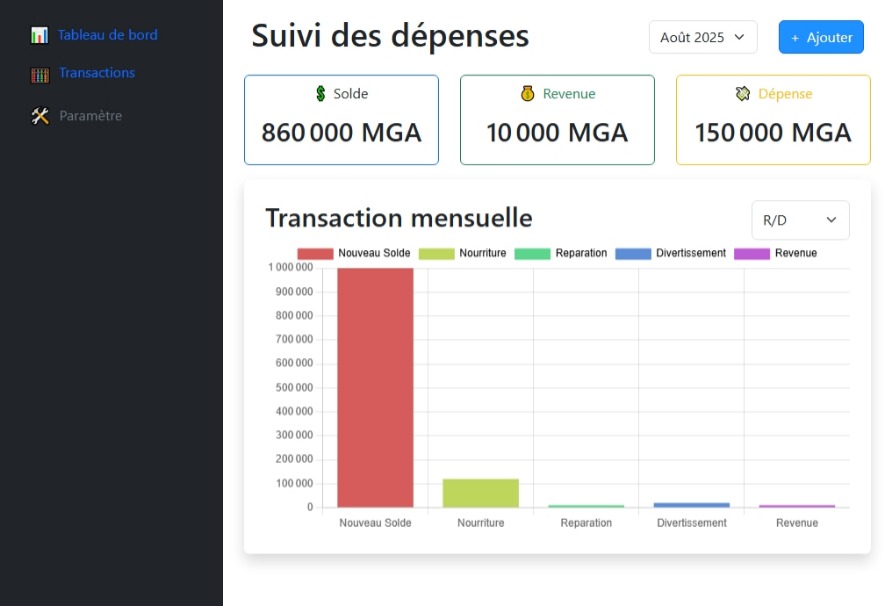 Tableau de bord
Transactions
Paramètre
Suivi des dépenses
Août 2025
+ Ajouter
Solde
860 000 MGA
Revenue
10 000 MGA
Dépense
150 000 MGA
Transaction mensuelle
R/D
Nouveau Solde Nourriture Reparation Divertissement Revenue
1 000 000
900 000
800 000
700 000
600 000
500 000
400 000
300 000
200 000
100 000
0
Nouveau Solde Nourriture Reparation Divertissement Revenue